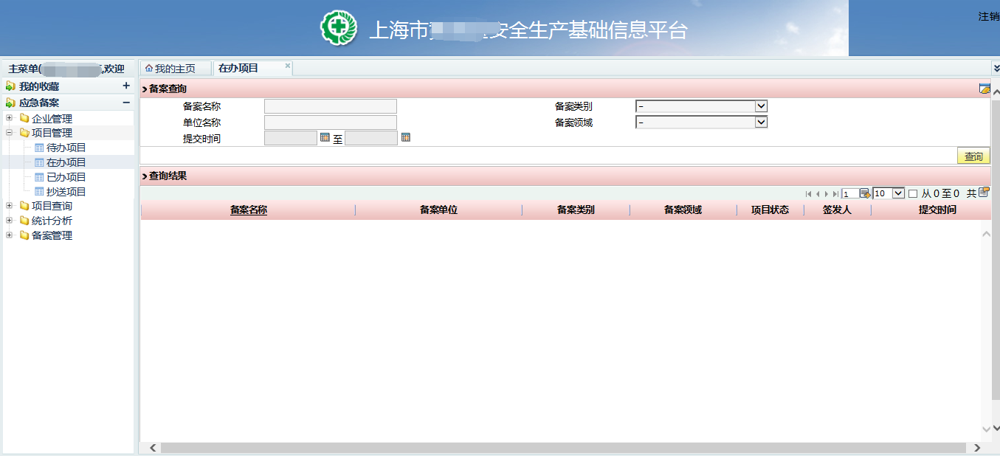 上海市 安全生产基础信息平台
注销
主菜单( ,欢迎
我的主页
在办项目
我的收藏
应急备案
企业管理
项目管理
待办项目
在办项目
已办项目
抄送项目
项目查询
统计分析
备案管理
备案查询
备案名称
备案类别
-
单位名称
备案领域
-
提交时间
至
查询
查询结果
1 10 从 0 至 0 共
备案名称 备案单位 备案类别 备案领域 项目状态 签发人 提交时间